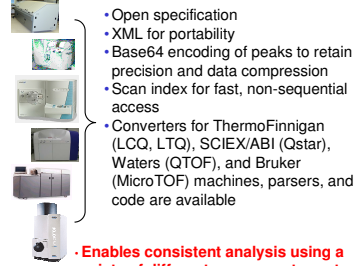 • Open specification
• XML for portability
• Base64 encoding of peaks to retain
precision and data compression
• Scan index for fast, non-sequential
access
• Converters for ThermoFinnigan
(LCQ, LTQ), SCIEX/ABI (Qstar),
Waters (QTOF), and Bruker
(MicroTOF) machines, parsers, and
code are available
• Enables consistent analysis using a